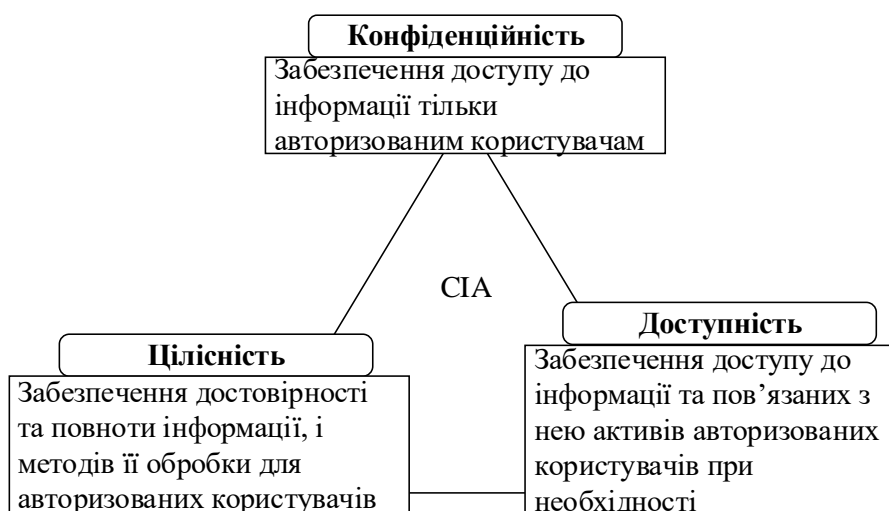 Конфіденційність
Забезпечення доступу до
інформації тільки
авторизованим користувачам
CIA
Цілісність
Забезпечення достовірності
та повноти інформації, і
методів її обробки для
авторизованих користувачів
Доступність
Забезпечення доступу до
інформації та пов’язаних з
нею активів авторизованих
користувачів при
необхідності